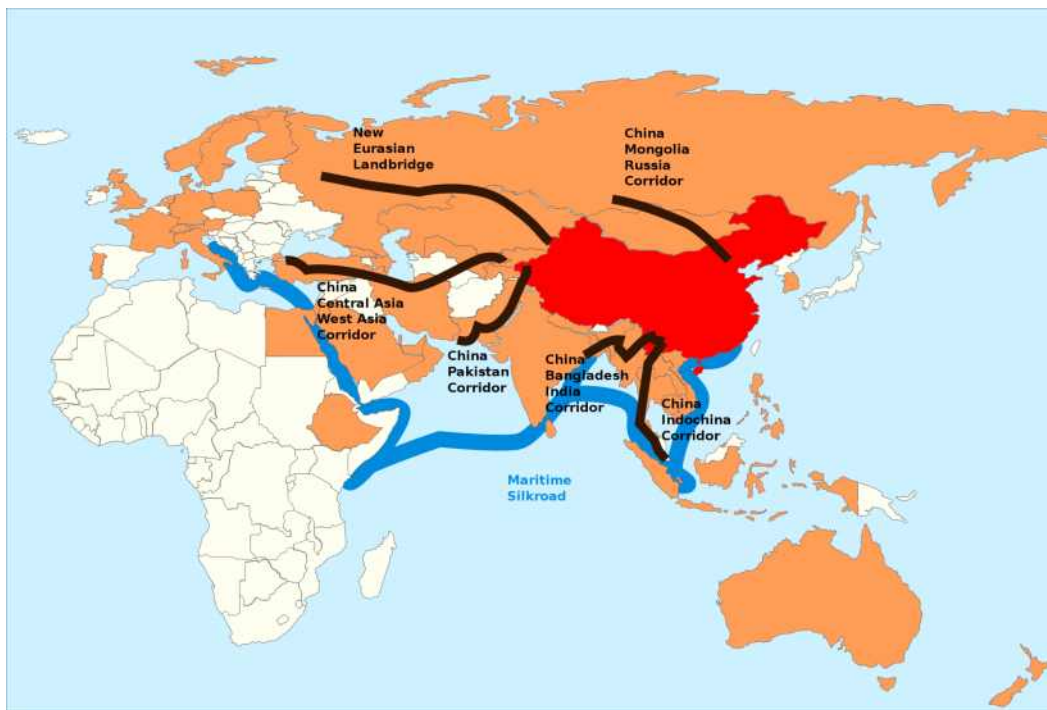 New
Eurasian
Landbridge
China
Mongolia
Russia
Corridor
China
Central Asia
West Asia
Corridor
China
Pakistan
Corridor
China
Bangladesh
India
Corridor
China
Indochina
Corridor
Maritime
Silkroad